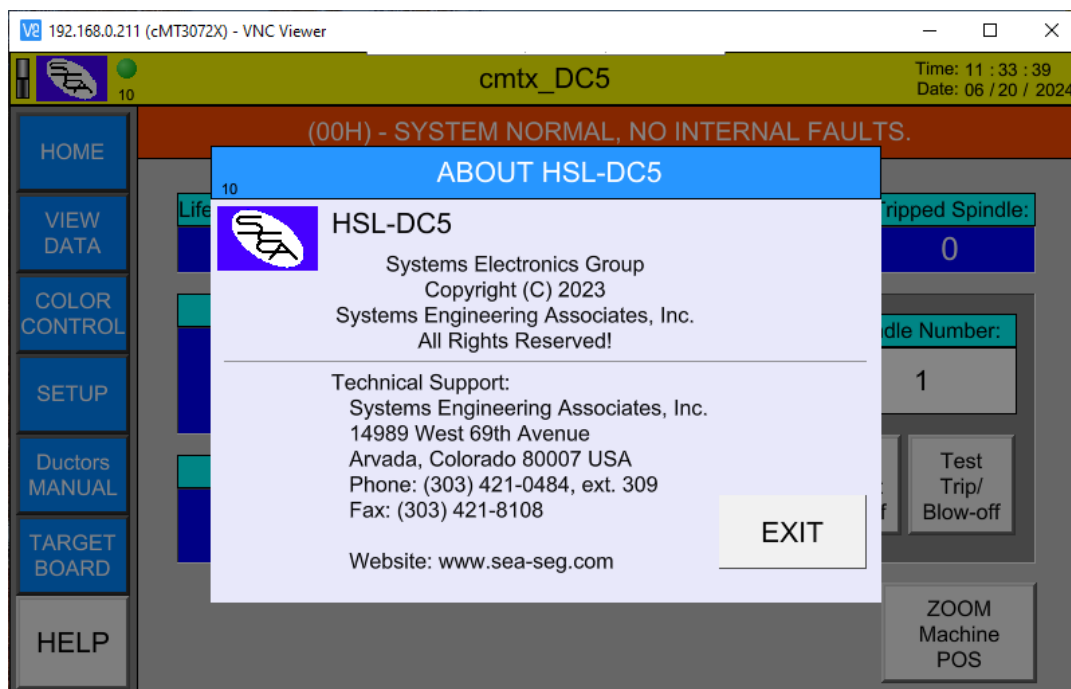 192.168.0.211 (cMT3072X) - VNC Viewer
10
cmtx_DC5
Time: 11 : 33 : 39
Date: 06 / 20 / 2024
(00H) - SYSTEM NORMAL, NO INTERNAL FAULTS.
HOME
VIEW
DATA
COLOR
CONTROL
SETUP
Ductors
MANUAL
TARGET
BOARD
HELP
10
ABOUT HSL-DC5
SEA
HSL-DC5
Systems Electronics Group
Copyright (C) 2023
Systems Engineering Associates, Inc.
All Rights Reserved!
Technical Support:
Systems Engineering Associates, Inc.
14989 West 69th Avenue
Arvada, Colorado 80007 USA
Phone: (303) 421-0484, ext. 309
Fax: (303) 421-8108
Website: www.sea-seg.com
EXIT
Spindle:
0
Number:
1
Test
Trip/
Blow-off
ZOOM
Machine
POS